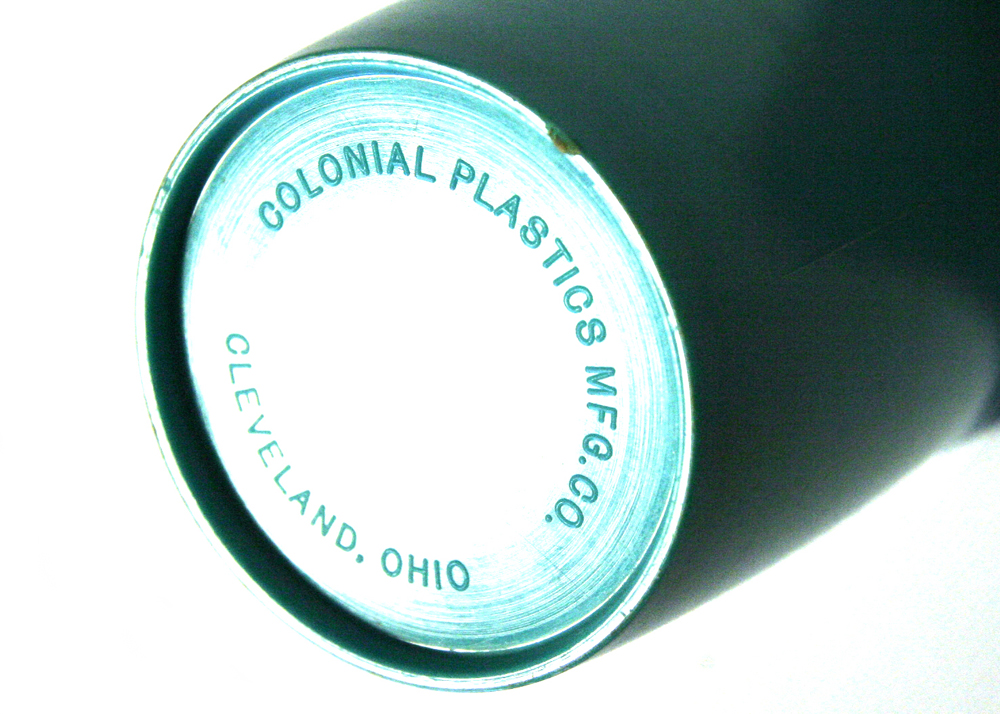 COLONIAL PLASTICS MFG.CO.
CLEVELAND, OHIO